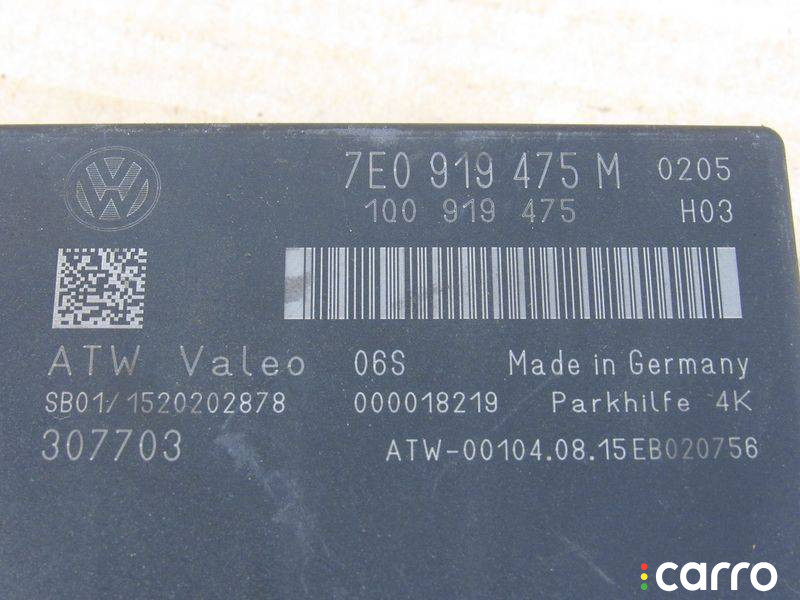 7E0 919 475 M 0205
1Q0 919 475 H03
ATW Valeo 06S Made in Germany
SB01/1520202878 000018219 Parkhilfe 4K
307703 ATW-00104.08.15EB020756
carro